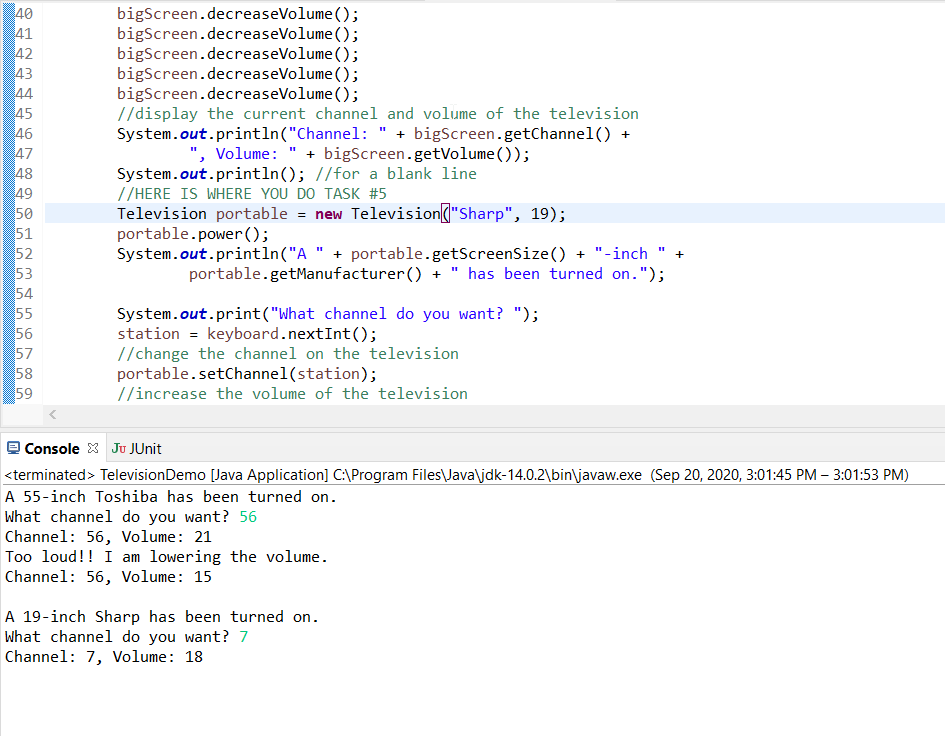 40 bigScreen.decreaseVolume();
41 bigScreen.decreaseVolume();
42 bigScreen.decreaseVolume();
43 bigScreen.decreaseVolume();
44 bigScreen.decreaseVolume();
45 //display the current channel and volume of the television
46 System.out.println("Channel: " + bigScreen.getChannel() +
47 ", Volume: " + bigScreen.getVolume());
48 System.out.println(); //for a blank line
49 //HERE IS WHERE YOU DO TASK #5
50 Television portable = new Television("Sharp", 19);
51 portable.power();
52 System.out.println("A " + portable.getScreenSize() + "-inch " +
53 portable.getManufacturer() + " has been turned on.");
54
55 System.out.print("What channel do you want? ");
56 station = keyboard.nextInt();
57 //change the channel on the television
58 portable.setChannel(station);
59 //increase the volume of the television
Console JUnit
<terminated> TelevisionDemo [Java Application] C:\Program Files\Java\jdk-14.0.2\bin\javaw.exe (Sep 20, 2020, 3:01:45 PM – 3:01:53 PM)
A 55-inch Toshiba has been turned on.
What channel do you want? 56
Channel: 56, Volume: 21
Too loud!! I am lowering the volume.
Channel: 56, Volume: 15
A 19-inch Sharp has been turned on.
What channel do you want? 7
Channel: 7, Volume: 18